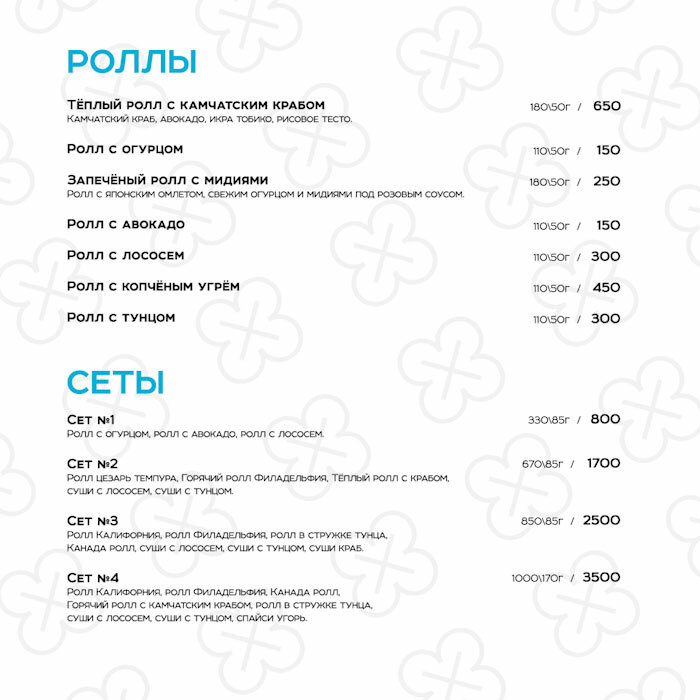 РОЛЛЫ
Тёплый ролл с камчатским крабом 180\50г / 650
Камчатский краб, авокадо, икра тобико, рисовое тесто.
Ролл с огурцом 110\50г / 150
Запечёный ролл с мидиями 180\50г / 250
Ролл с японским омлетом, свежим огурцом и мидиями под розовым соусом.
Ролл с авокадо 110\50г / 150
Ролл с лососем 110\50г / 300
Ролл с копчёным угрём 110\50г / 450
Ролл с тунцом 110\50г / 300
СЕТЫ
Сет №1 330\85г / 800
Ролл с огурцом, ролл с авокадо, ролл с лососем.
Сет №2 670\85г / 1700
Ролл цезарь темпура, Горячий ролл Филадельфия, Тёплый ролл с крабом,
суши с лососем, суши с тунцом.
Сет №3 850\85г / 2500
Ролл Калифорния, ролл Филадельфия, ролл в стружке тунца,
Канада ролл, суши с лососем, суши с тунцом, суши краб.
Сет №4 1000\170г / 3500
Ролл Калифорния, ролл Филадельфия, Канада ролл,
Горячий ролл с камчатским крабом, ролл в стружке тунца,
суши с лососем, суши с тунцом, спайси угорь.